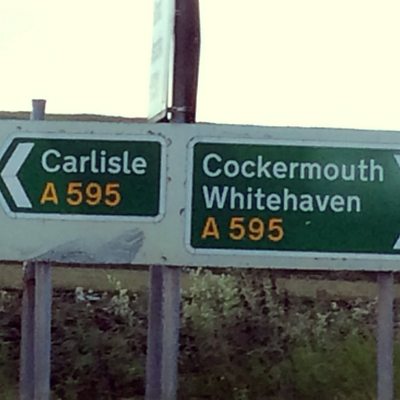 Carlisle
A 595
Cockermouth
Whitehaven
A 595